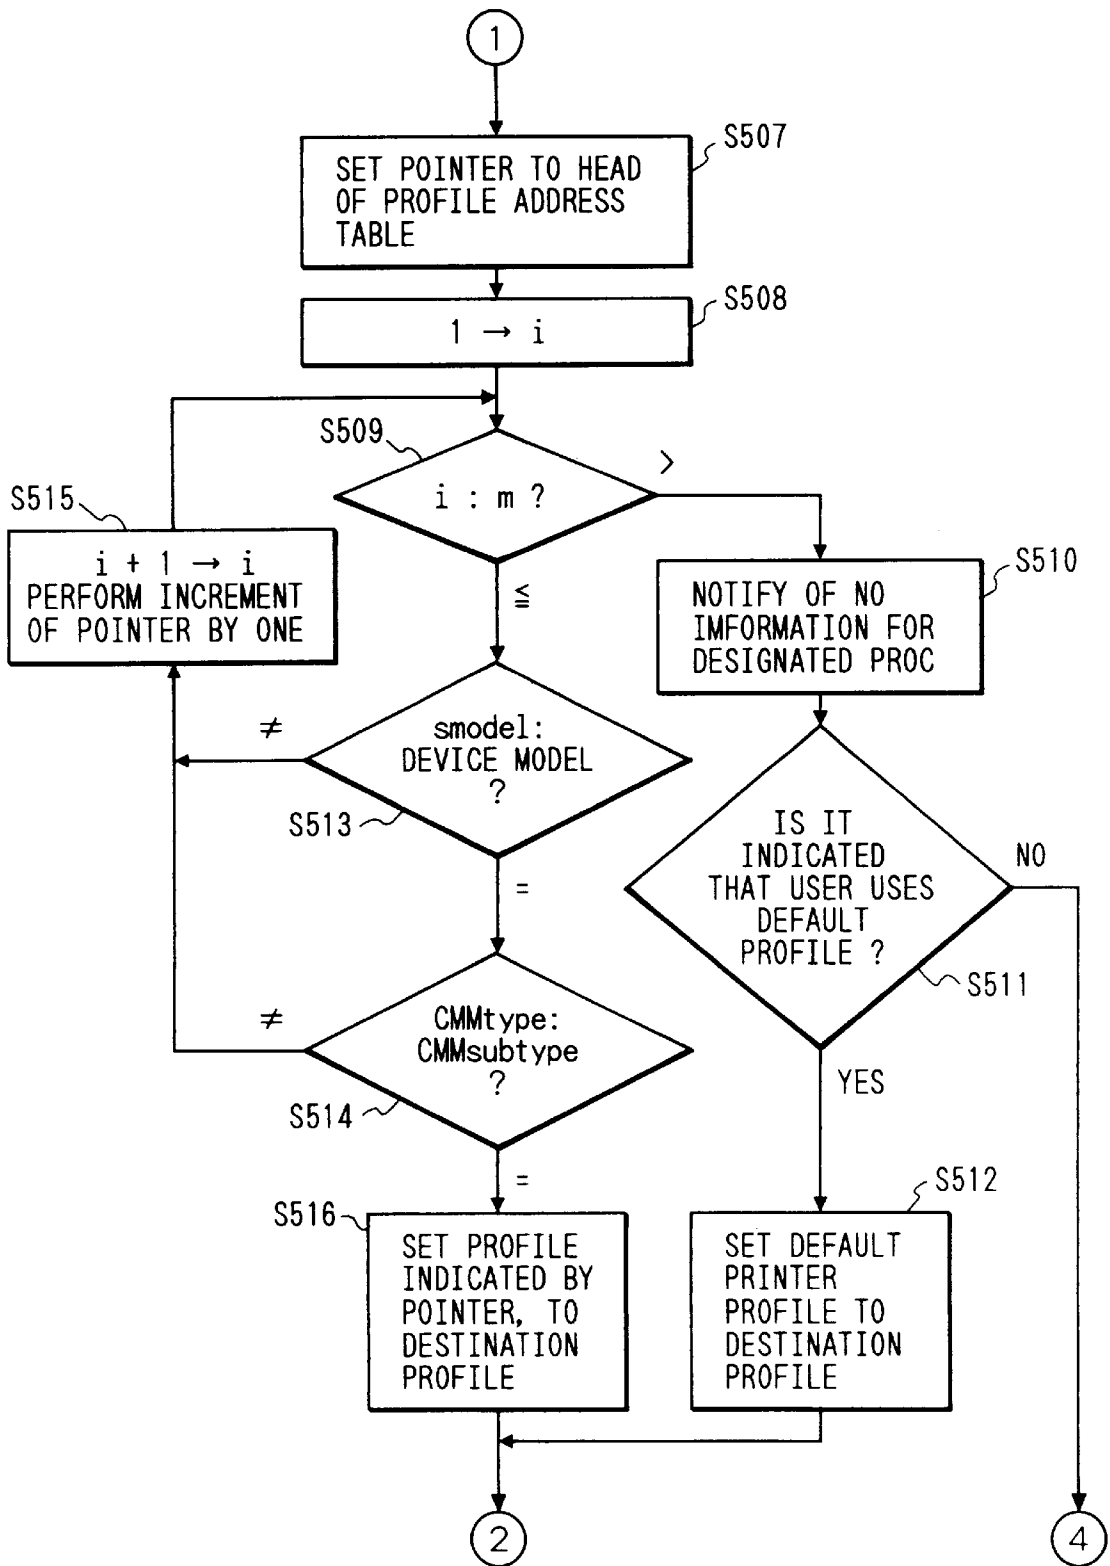 1
S507
SET POINTER TO HEAD
OF PROFILE ADDRESS
TABLE
S508
1 → i
S509
i : m ?
>
≦
S515
i + 1 → i
PERFORM INCREMENT
OF POINTER BY ONE
S510
NOTIFY OF NO
IMFORMATION FOR
DESIGNATED PROC
≠
smodel:
DEVICE MODEL
?
S513
=
IS IT
INDICATED
THAT USER USES
DEFAULT
PROFILE ?
NO
S511
YES
≠
CMMtype:
CMMsubtype
?
S514
=
S516
SET PROFILE
INDICATED BY
POINTER, TO
DESTINATION
PROFILE
S512
SET DEFAULT
PRINTER
PROFILE TO
DESTINATION
PROFILE
2
4